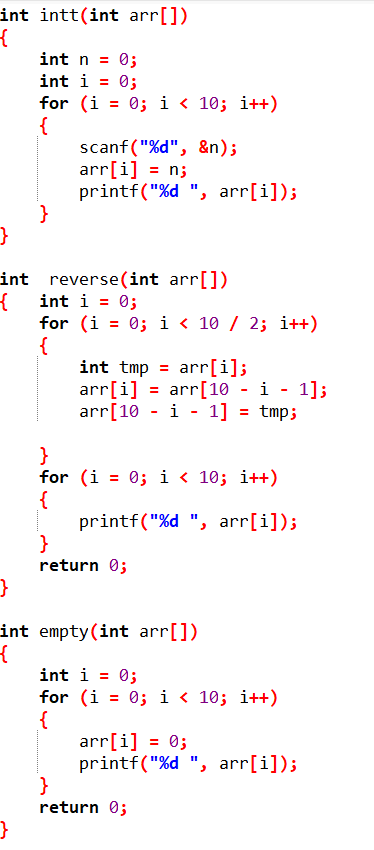 int intt(int arr[])
{
    int n = 0;
    int i = 0;
    for (i = 0; i < 10; i++)
    {
        scanf("%d", &n);
        arr[i] = n;
        printf("%d ", arr[i]);
    }
}

int  reverse(int arr[])
{   int i = 0;
    for (i = 0; i < 10 / 2; i++)
    {
        int tmp = arr[i];
        arr[i] = arr[10 - i - 1];
        arr[10 - i - 1] = tmp;

    }
    for (i = 0; i < 10; i++)
    {
        printf("%d ", arr[i]);
    }
    return 0;
}

int empty(int arr[])
{
    int i = 0;
    for (i = 0; i < 10; i++)
    {
        arr[i] = 0;
        printf("%d ", arr[i]);
    }
    return 0;
}